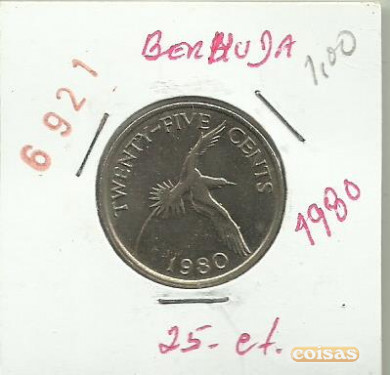 BERMUDA
1,00
6921
TWENTY-FIVE CENTS
1980
1980
25- ct.
coisas